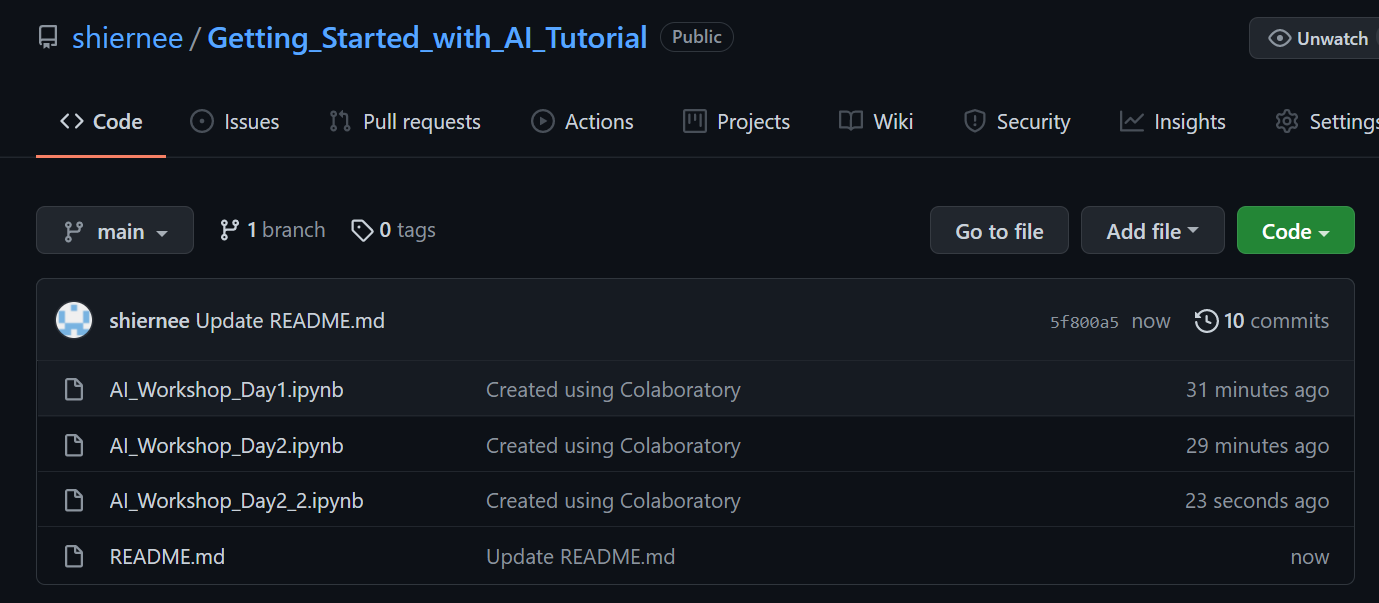 shiernee / Getting_Started_with_AI_Tutorial Public Unwatch
Code Issues Pull requests Actions Projects Wiki Security Insights Settings
main 1 branch 0 tags Go to file Add file Code
shiernee Update README.md 5f800a5 now 10 commits
AI_Workshop_Day1.ipynb Created using Colaboratory 31 minutes ago
AI_Workshop_Day2.ipynb Created using Colaboratory 29 minutes ago
AI_Workshop_Day2_2.ipynb Created using Colaboratory 23 seconds ago
README.md Update README.md now